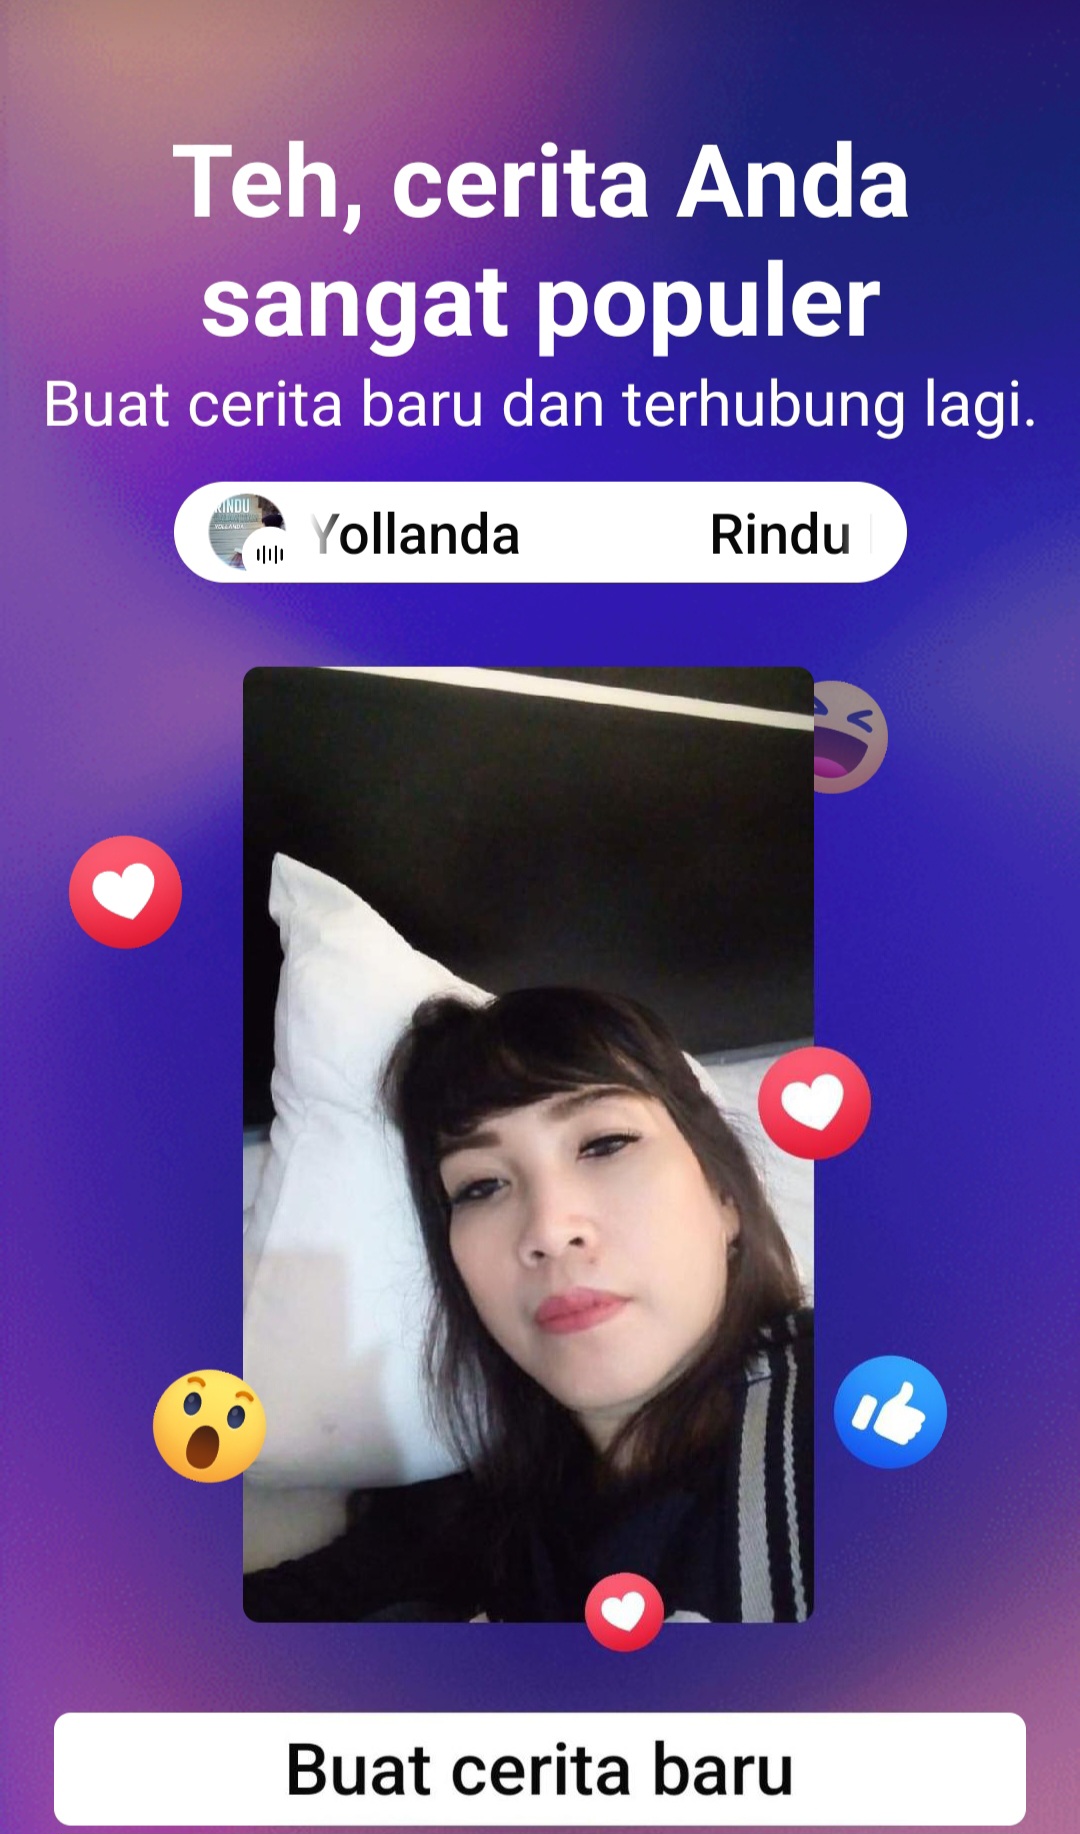 Teh, cerita Anda
sangat populer
Buat cerita baru dan terhubung lagi.
RINDU
YOLLANDA
Yollanda Rindu
Buat cerita baru